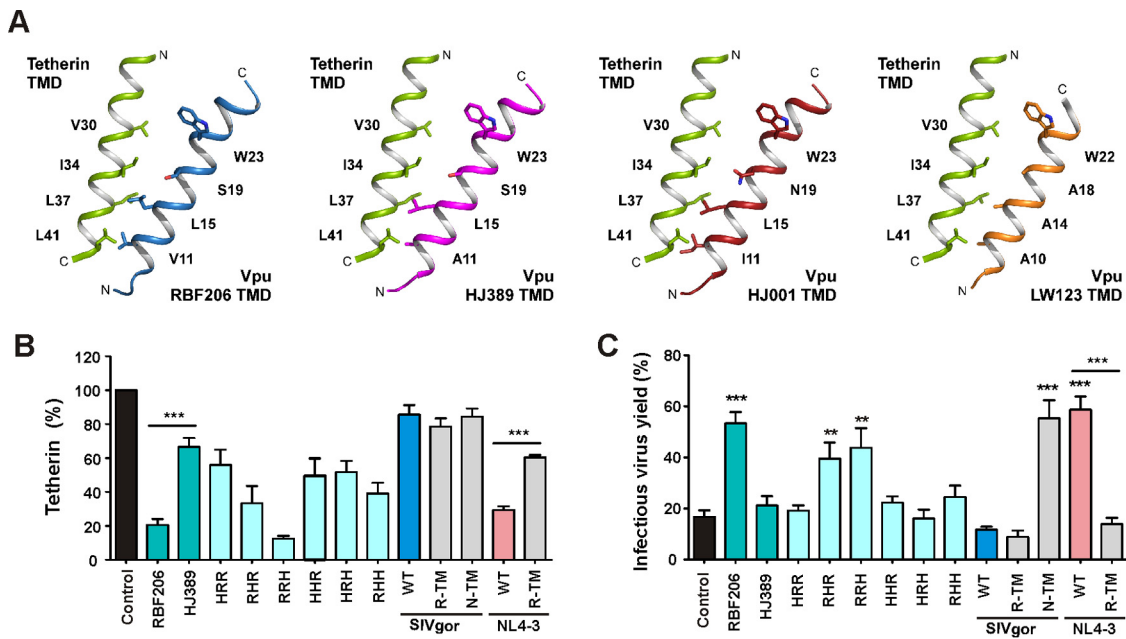 A
Tetherin
TMD
N
C
V30
I34
L37
L41
W23
S19
L15
V11
C
N
Vpu
RBF206 TMD
Tetherin
TMD
N
C
V30
I34
L37
L41
W23
S19
L15
A11
C
N
Vpu
HJ389 TMD
Tetherin
TMD
N
C
V30
I34
L37
L41
W23
N19
L15
I11
C
N
Vpu
HJ001 TMD
Tetherin
TMD
N
C
V30
I34
L37
L41
W22
A18
A14
A10
C
N
Vpu
LW123 TMD
B
Tetherin (%)
120
100
80
60
40
20
0
***
***
Control
RBF206
HJ389
HRR
RHR
RRH
HHR
HRH
RHH
WT
R-TM
N-TM
WT
R-TM
SIVgor
NL4-3
C
Infectious virus yield (%)
80
60
40
20
0
***
**
**
***
***
***
Control
RBF206
HJ389
HRR
RHR
RRH
HHR
HRH
RHH
WT
R-TM
N-TM
WT
R-TM
SIVgor
NL4-3